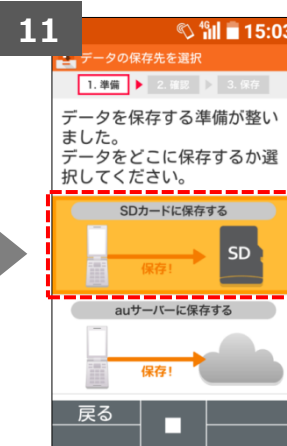 11
4G 15:03
データの保存先を選択
1. 準備 2. 確認 3. 保存
データを保存する準備が整い
ました。
データをどこに保存するか選
択してください。
SDカードに保存する
SD
保存!
auサーバーに保存する
保存!
戻る